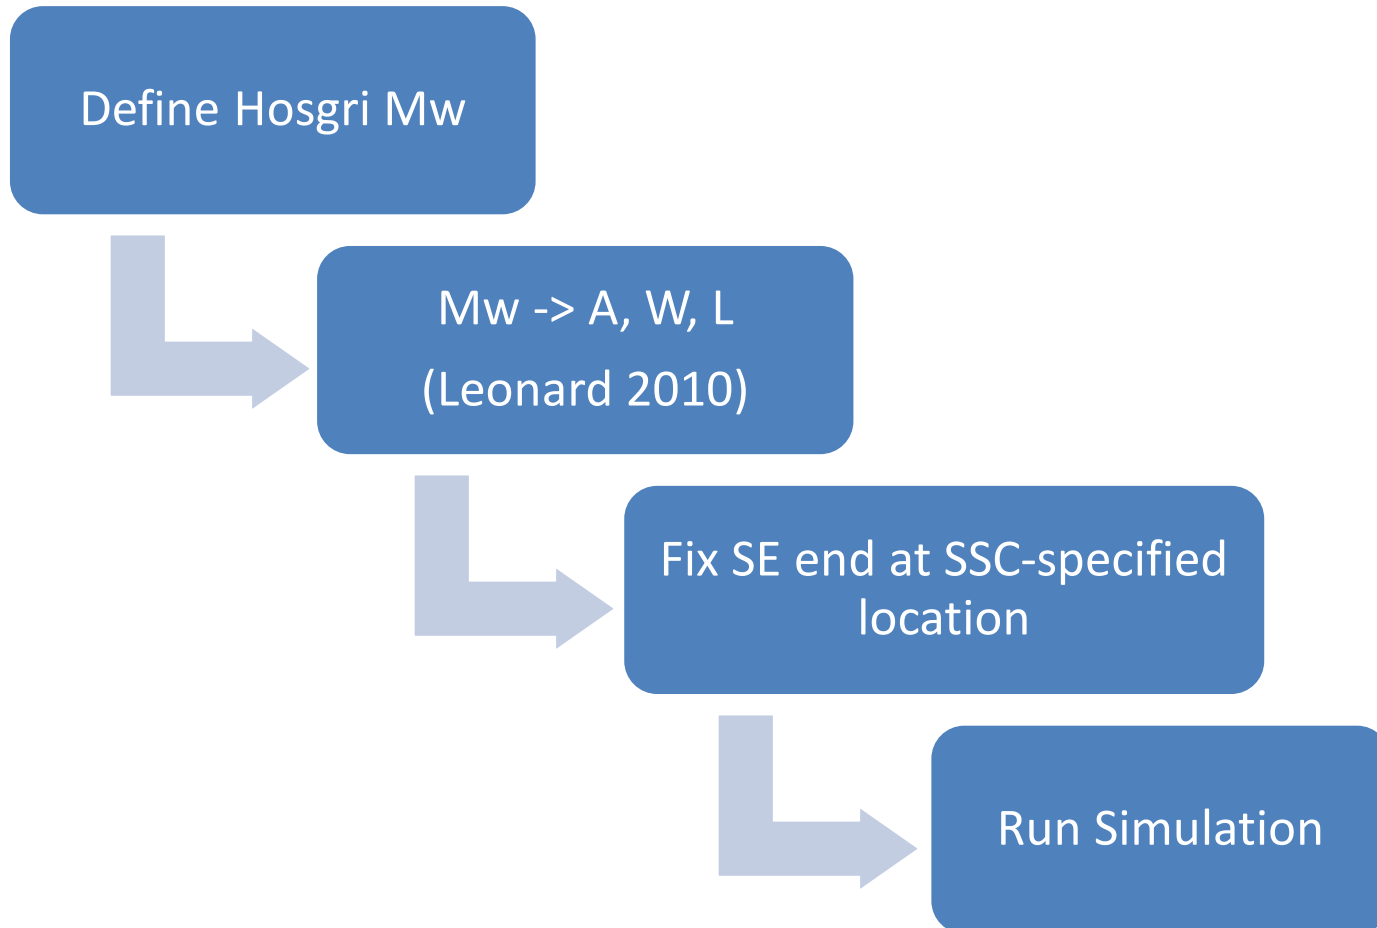 Define Hosgri Mw
Mw -> A, W, L
(Leonard 2010)
Fix SE end at SSC-specified
location
Run Simulation